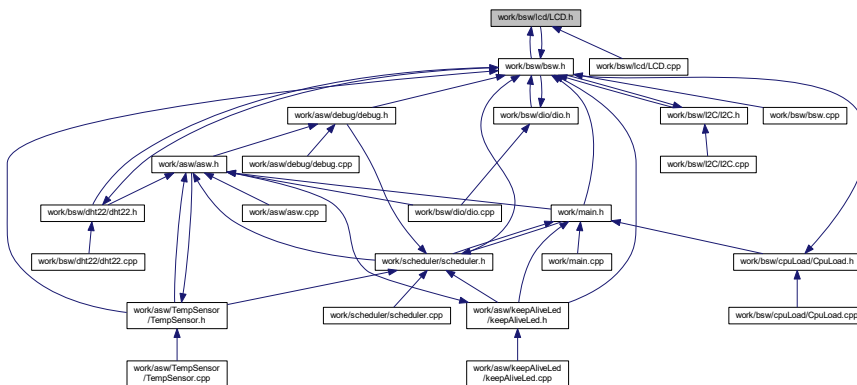 work/bsw/lcd/LCD.h
work/bsw/bsw.h
work/bsw/lcd/LCD.cpp
work/asw/debug/debug.h
work/bsw/dio/dio.h
work/bsw/I2C/I2C.h
work/bsw/bsw.cpp
work/asw/asw.h
work/asw/debug/debug.cpp
work/bsw/I2C/I2C.cpp
work/bsw/dht22/dht22.h
work/asw/asw.cpp
work/bsw/dio/dio.cpp
work/main.h
work/bsw/dht22/dht22.cpp
work/scheduler/scheduler.h
work/main.cpp
work/bsw/cpuLoad/CpuLoad.h
work/asw/TempSensor
/TempSensor.h
work/scheduler/scheduler.cpp
work/asw/keepAliveLed
/keepAliveLed.h
work/bsw/cpuLoad/CpuLoad.cpp
work/asw/TempSensor
/TempSensor.cpp
work/asw/keepAliveLed
/keepAliveLed.cpp